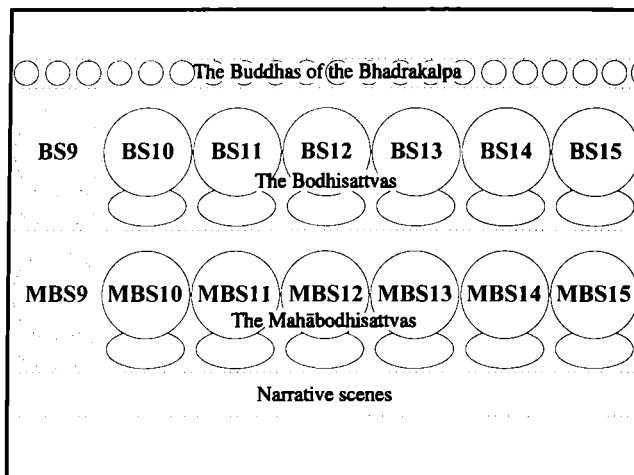 The Buddhas of the Bhadrakalpa
BS9 BS10 BS11 BS12 BS13 BS14 BS15
The Bodhisattvas
MBS9 MBS10 MBS11 MBS12 MBS13 MBS14 MBS15
The Mahābodhisattvas
Narrative scenes